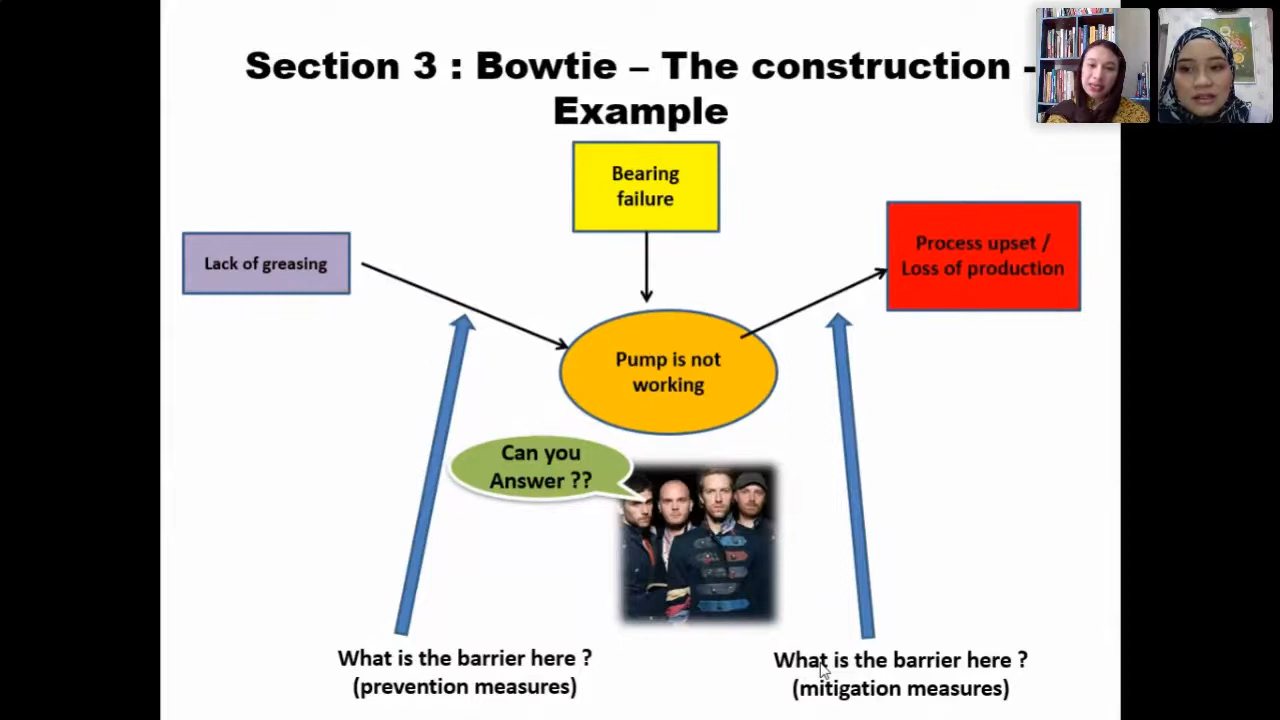 Section 3 : Bowtie – The construction -
Example
Bearing
failure
Lack of greasing
Process upset /
Loss of production
Pump is not
working
Can you
Answer ??
What is the barrier here ?
(prevention measures)
What is the barrier here ?
(mitigation measures)